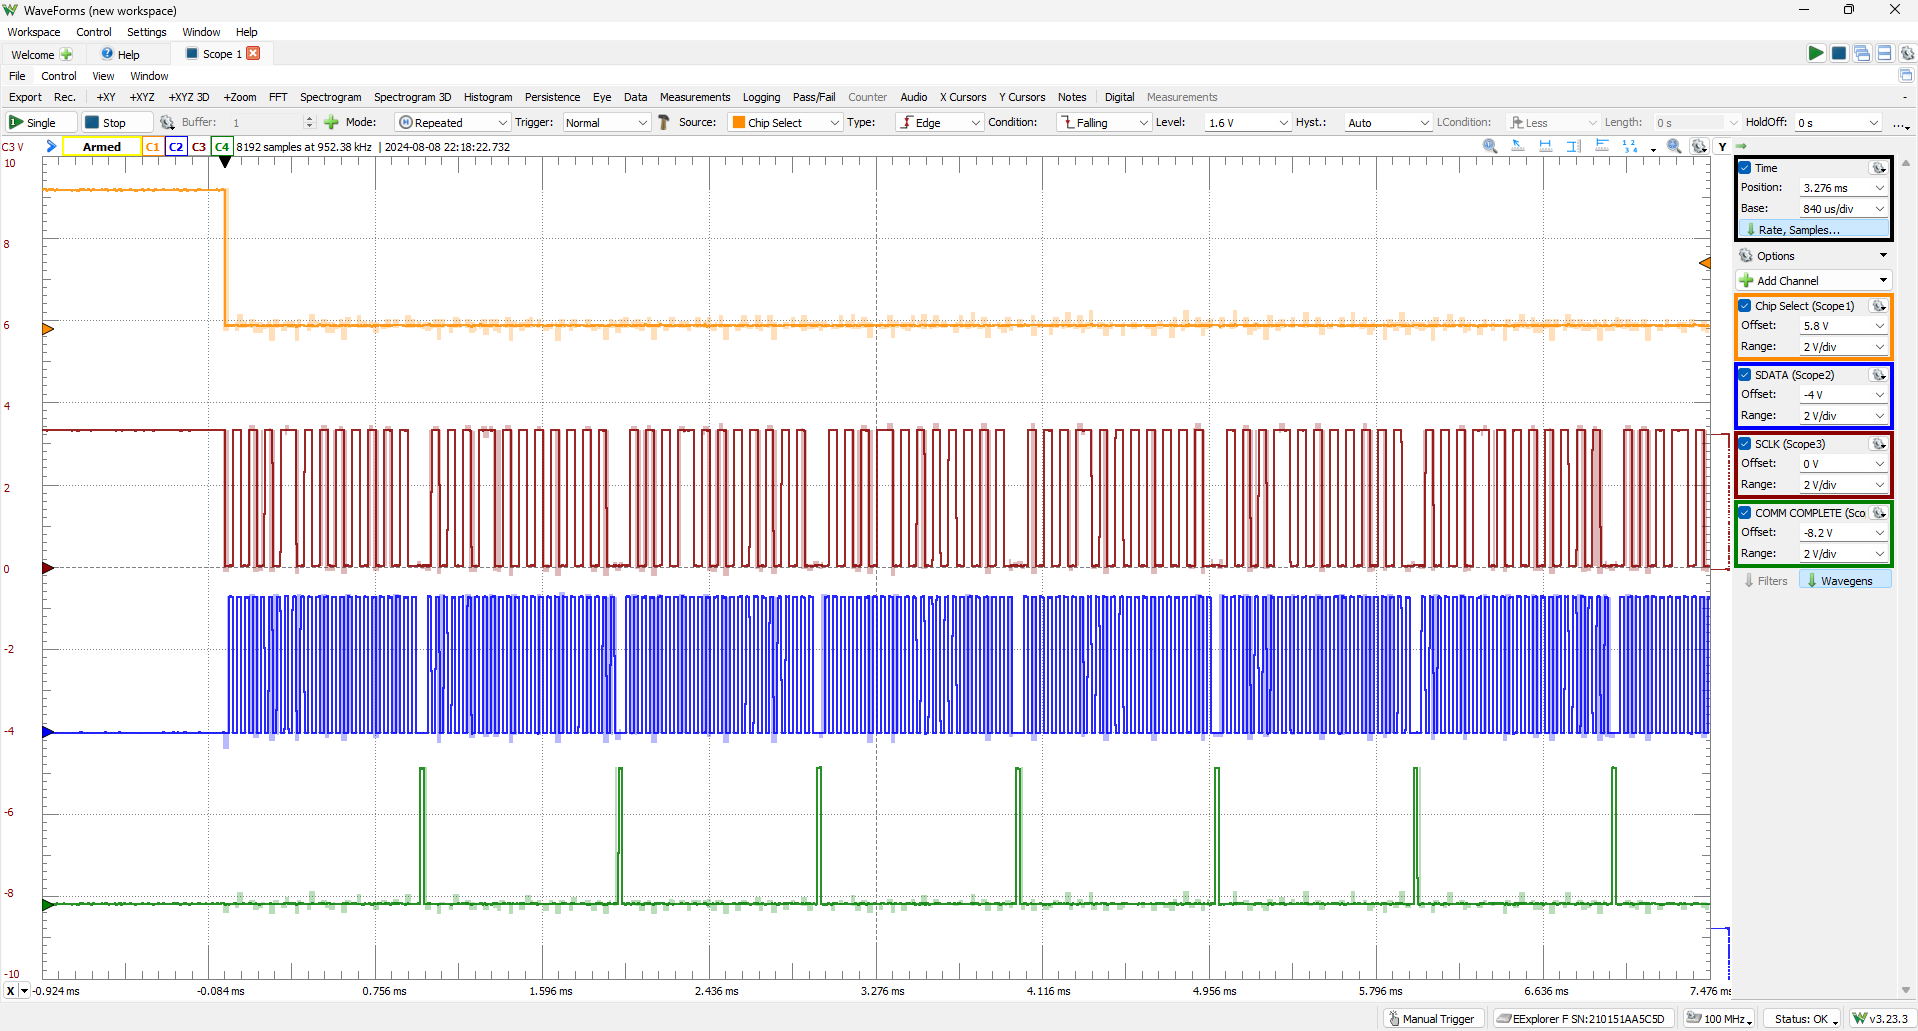 WaveForms (new workspace)
Workspace Control Settings Window Help
Welcome Help Scope 1
File Control View Window
Export Rec. +XY +XYZ +XYZ 3D +Zoom FFT Spectrogram Spectrogram 3D Histogram Persistence Eye Data Measurements Logging Pass/Fail Counter Audio X Cursors Y Cursors Notes Digital Measurements
Single Stop Buffer: 1 Mode: Repeated Trigger: Normal Source: Chip Select Type: Edge Condition: Falling Level: 1.6 V Hyst.: Auto LCondition: Less Length: 0 s HoldOff: 0 s ...
C3 V Armed C1 C2 C3 C4 8192 samples at 952.38 kHz | 2024-08-08 22:18:22.732 Y
10
8
6
4
2
0
-2
-4
-6
-8
-10
X -0.924 ms -0.084 ms 0.756 ms 1.596 ms 2.436 ms 3.276 ms 4.116 ms 4.956 ms 5.796 ms 6.636 ms 7.476 ms
Time
Position: 3.276 ms
Base: 840 us/div
Rate, Samples...
Options
Add Channel
Chip Select (Scope1)
Offset: 5.8 V
Range: 2 V/div
SDATA (Scope2)
Offset: -4 V
Range: 2 V/div
SCLK (Scope3)
Offset: 0 V
Range: 2 V/div
COMM COMPLETE (Sco
Offset: -8.2 V
Range: 2 V/div
Filters Wavegens
Manual Trigger EExplorer F SN:210151AA5C5D 100 MHz Status: OK v3.23.3